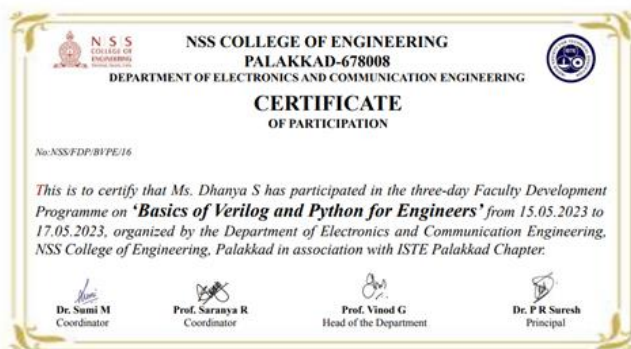 N S S
COLLEGE OF
ENGINEERING
NSS COLLEGE OF ENGINEERING
PALAKKAD-678008
DEPARTMENT OF ELECTRONICS AND COMMUNICATION ENGINEERING
CERTIFICATE
OF PARTICIPATION
No:NSS/FDP/BVPE/16
This is to certify that Ms. Dhanya S has participated in the three-day Faculty Development
Programme on ‘Basics of Verilog and Python for Engineers’ from 15.05.2023 to
17.05.2023, organized by the Department of Electronics and Communication Engineering,
NSS College of Engineering, Palakkad in association with ISTE Palakkad Chapter.
Dr. Sumi M
Coordinator
Prof. Saranya R
Coordinator
Prof. Vinod G
Head of the Department
Dr. P R Suresh
Principal